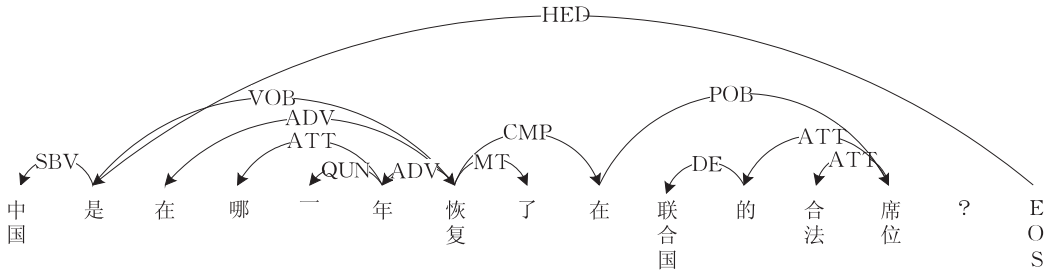 HED
VOB
POB
ADV
CMP
ATT
ATT
SBV
QUN
ADV
MT
DE
ATT
中国 是 在 哪 一 年 恢复 了 在 联合国 的 合法 席位 ? EOS